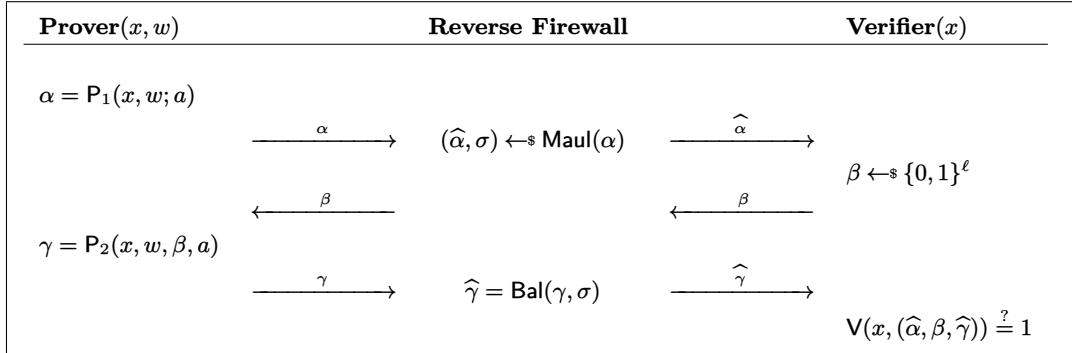 Prover(x, w) Reverse Firewall Verifier(x)
α = P₁(x, w; a)
α (α̂, σ) ←$ Maul(α) α̂
β ←$ {0, 1}^ℓ
β β
γ = P₂(x, w, β, a)
γ γ̂ = Bal(γ, σ) γ̂
V(x, (α̂, β, γ̂)) ≟ 1